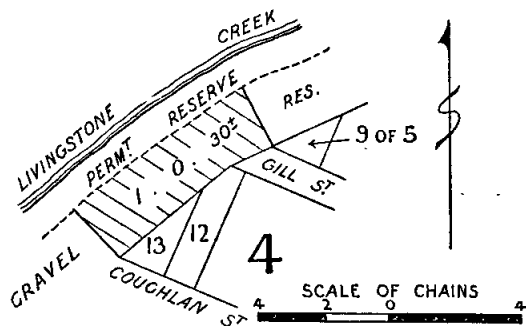 LIVINGSTONE CREEK
PERMT RESERVE
RES.
1 . 0 . 30±
9 OF 5
GILL ST.
13
12
4
GRAVEL
COUGHLAN ST
SCALE OF CHAINS
4 2 0 4